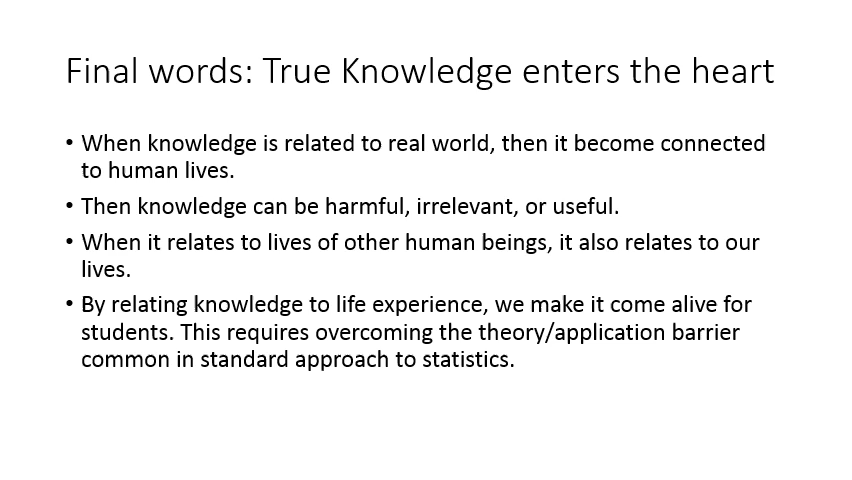 Final words: True Knowledge enters the heart
• When knowledge is related to real world, then it become connected
to human lives.
• Then knowledge can be harmful, irrelevant, or useful.
• When it relates to lives of other human beings, it also relates to our
lives.
• By relating knowledge to life experience, we make it come alive for
students. This requires overcoming the theory/application barrier
common in standard approach to statistics.